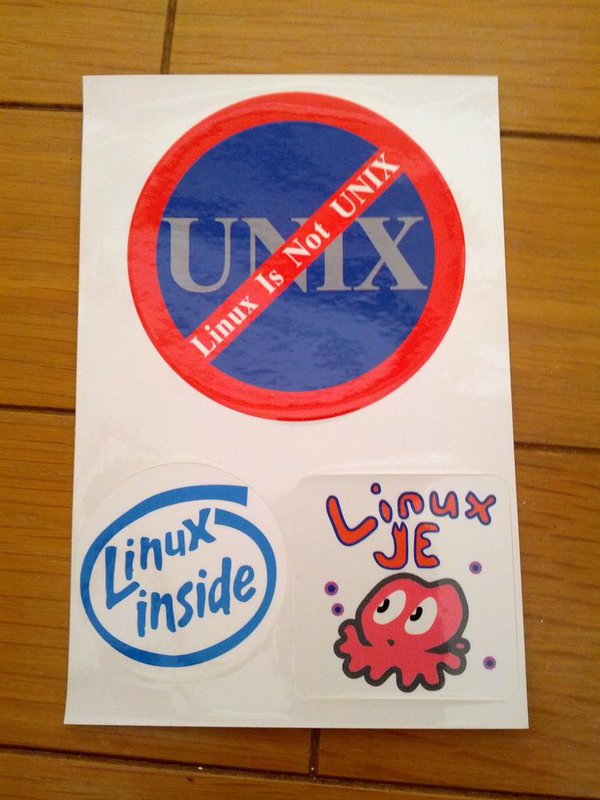 UNIX
Linux Is Not UNIX
Linux
inside
Linux
JE